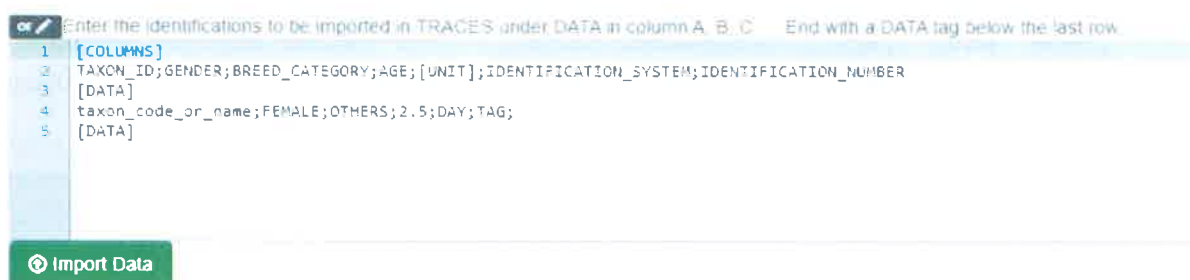 or Enter the identifications to be imported in TRACES under DATA in column A, B, C End with a DATA tag below the last row
1 [COLUMNS]
2 TAXON_ID;GENDER;BREED_CATEGORY;AGE;[UNIT];IDENTIFICATION_SYSTEM;IDENTIFICATION_NUMBER
3 [DATA]
4 taxon_code_or_name;FEMALE;OTHERS;2.5;DAY;TAG;
5 [DATA]
Import Data